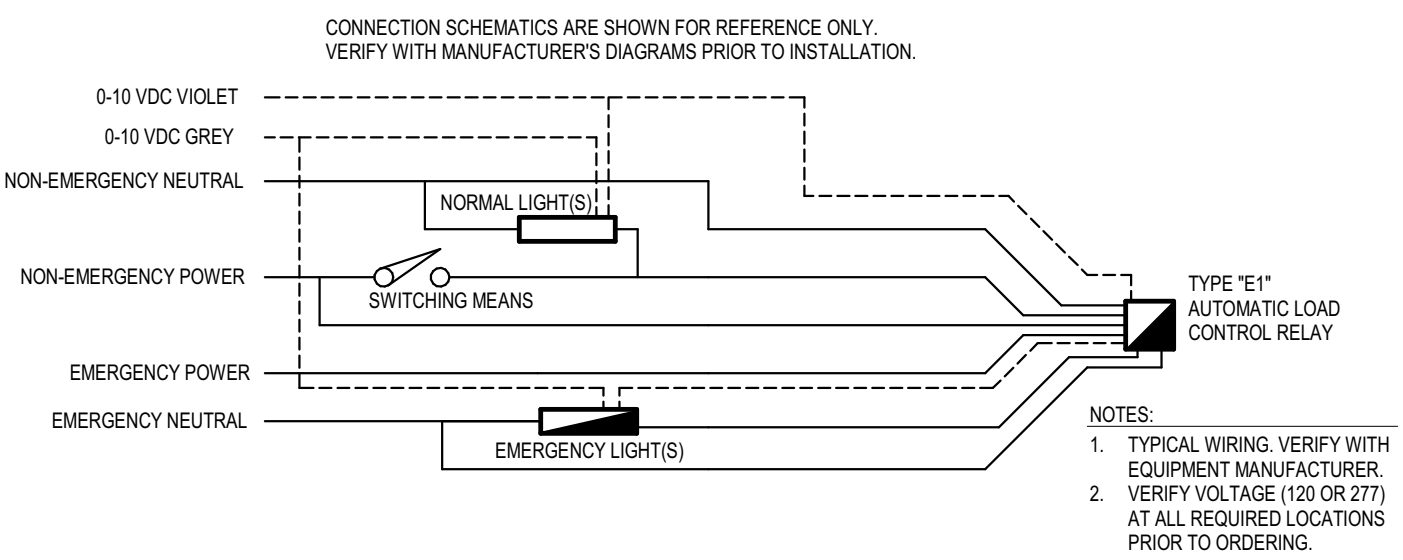 CONNECTION SCHEMATICS ARE SHOWN FOR REFERENCE ONLY.
VERIFY WITH MANUFACTURER'S DIAGRAMS PRIOR TO INSTALLATION.
0-10 VDC VIOLET
0-10 VDC GREY
NON-EMERGENCY NEUTRAL
NORMAL LIGHT(S)
NON-EMERGENCY POWER
SWITCHING MEANS
TYPE "E1"
AUTOMATIC LOAD
CONTROL RELAY
EMERGENCY POWER
EMERGENCY NEUTRAL
EMERGENCY LIGHT(S)
NOTES:
1. TYPICAL WIRING. VERIFY WITH
EQUIPMENT MANUFACTURER.
2. VERIFY VOLTAGE (120 OR 277)
AT ALL REQUIRED LOCATIONS
PRIOR TO ORDERING.